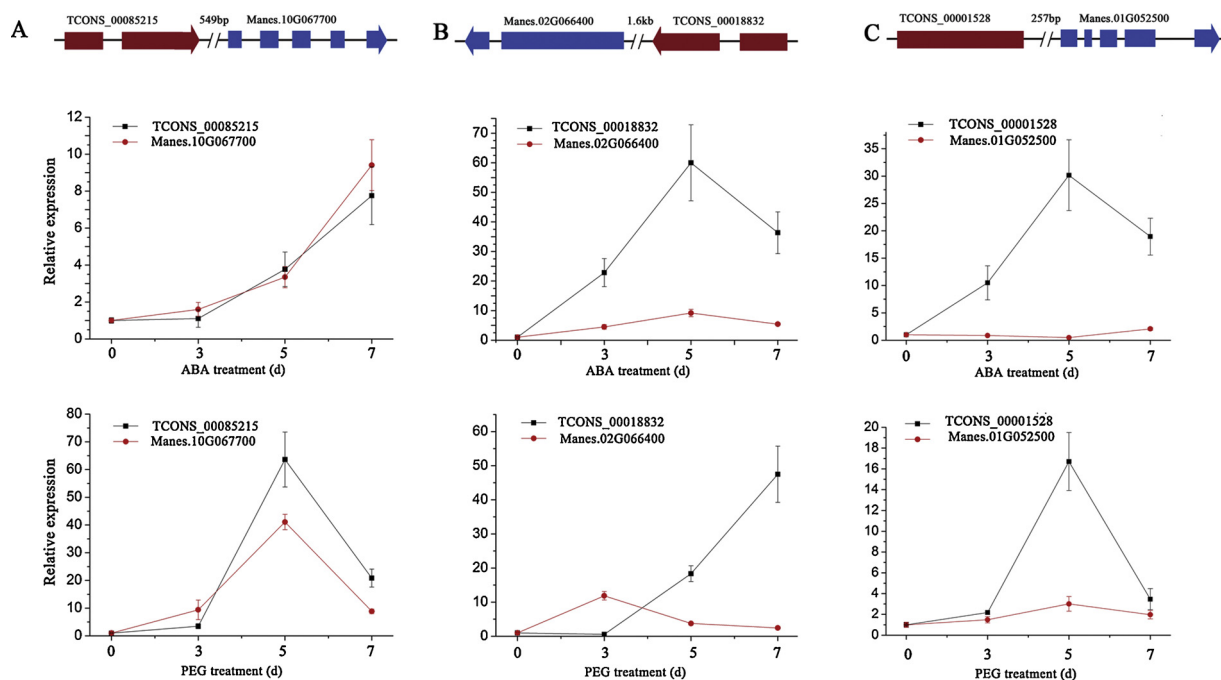 A
TCONS_00085215
549bp
Manes.10G067700
B
Manes.02G066400
1.6kb
TCONS_00018832
C
TCONS_00001528
257bp
Manes.01G052500
Relative expression
12
10
8
6
4
2
0
TCONS_00085215
Manes.10G067700
0 3 5 7
ABA treatment (d)
70
60
50
40
30
20
10
0
TCONS_00018832
Manes.02G066400
0 3 5 7
ABA treatment (d)
35
30
25
20
15
10
5
0
TCONS_00001528
Manes.01G052500
0 3 5 7
ABA treatment (d)
Relative expression
80
70
60
50
40
30
20
10
0
TCONS_00085215
Manes.10G067700
0 3 5 7
PEG treatment (d)
60
50
40
30
20
10
0
TCONS_00018832
Manes.02G066400
0 3 5 7
PEG treatment (d)
20
18
16
14
12
10
8
6
4
2
0
TCONS_00001528
Manes.01G052500
0 3 5 7
PEG treatment (d)